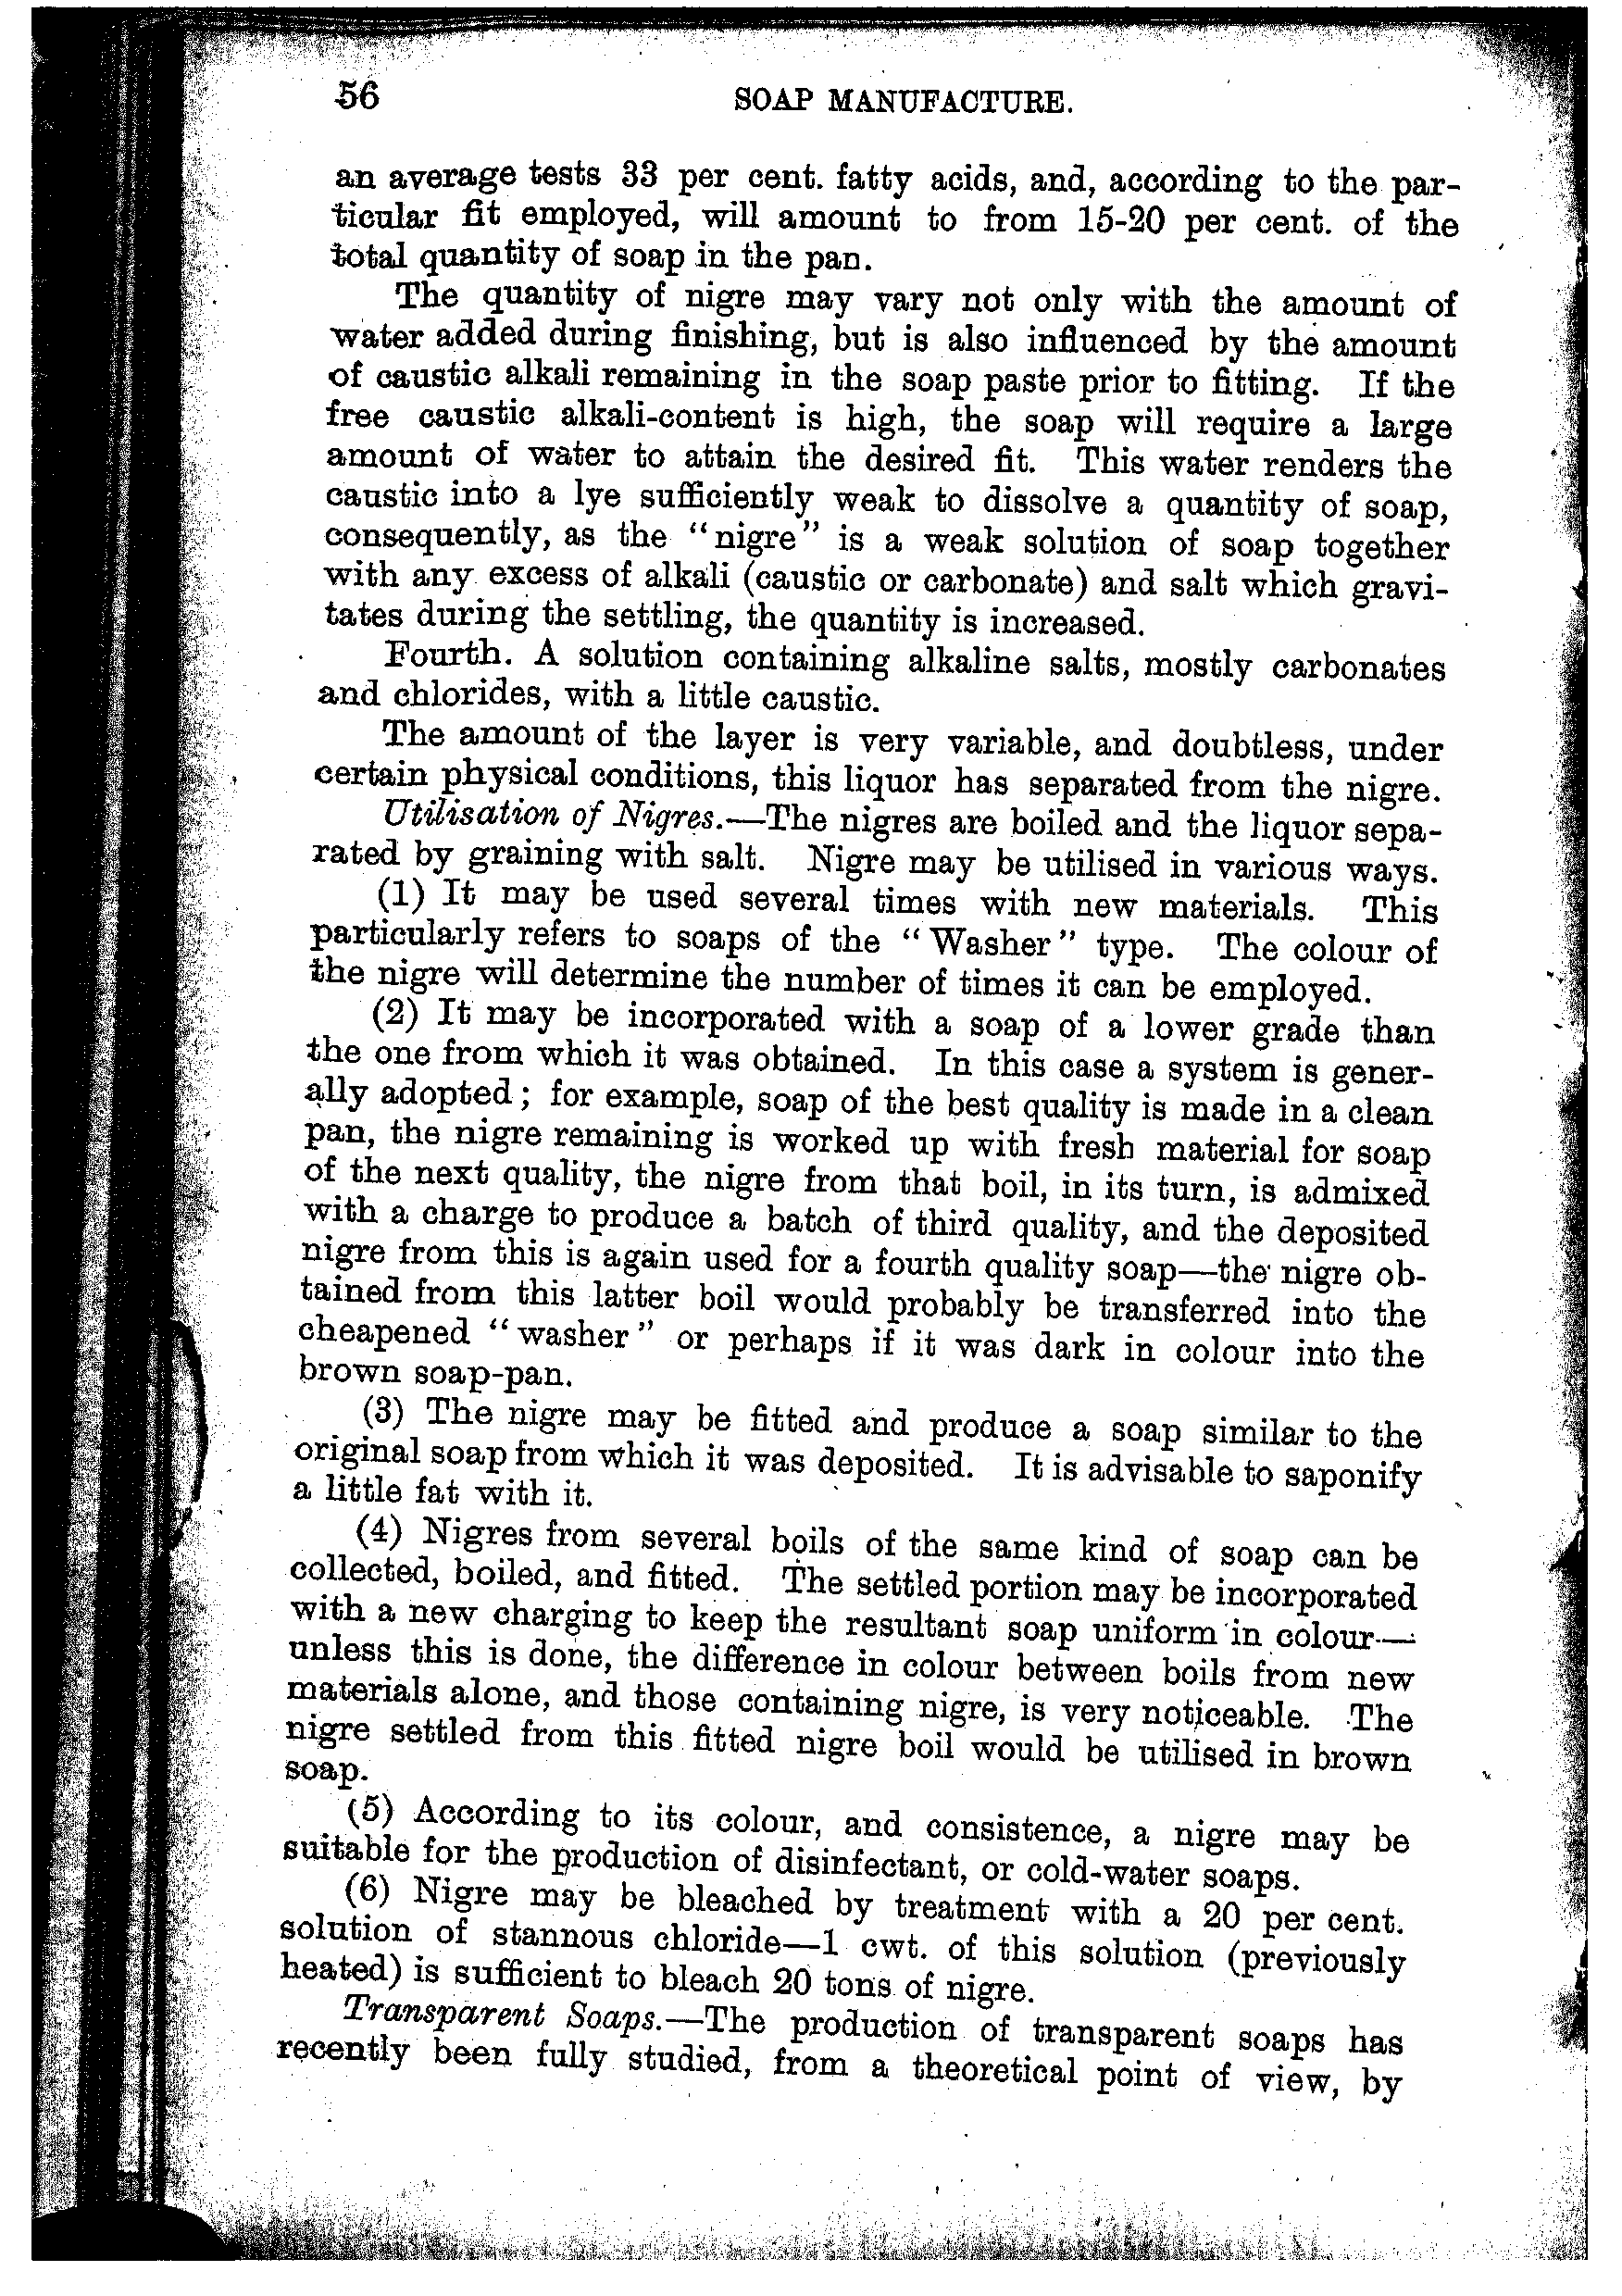 56 SOAP MANUFACTURE.
an average tests 33 per cent. fatty acids, and, according to the par-
ticular fit employed, will amount to from 15-20 per cent. of the
total quantity of soap in the pan.
The quantity of nigre may vary not only with the amount of
water added during finishing, but is also influenced by the amount
of caustic alkali remaining in the soap paste prior to fitting. If the
free caustic alkali-content is high, the soap will require a large
amount of water to attain the desired fit. This water renders the
caustic into a lye sufficiently weak to dissolve a quantity of soap,
consequently, as the "nigre" is a weak solution of soap together
with any excess of alkali (caustic or carbonate) and salt which gravi-
tates during the settling, the quantity is increased.
Fourth. A solution containing alkaline salts, mostly carbonates
and chlorides, with a little caustic.
The amount of the layer is very variable, and doubtless, under
certain physical conditions, this liquor has separated from the nigre.
Utilisation of Nigres.—The nigres are boiled and the liquor sepa-
rated by graining with salt. Nigre may be utilised in various ways.
(1) It may be used several times with new materials. This
particularly refers to soaps of the "Washer" type. The colour of
the nigre will determine the number of times it can be employed.
(2) It may be incorporated with a soap of a lower grade than
the one from which it was obtained. In this case a system is gener-
ally adopted; for example, soap of the best quality is made in a clean
pan, the nigre remaining is worked up with fresh material for soap
of the next quality, the nigre from that boil, in its turn, is admixed
with a charge to produce a batch of third quality, and the deposited
nigre from this is again used for a fourth quality soap—the nigre ob-
tained from this latter boil would probably be transferred into the
cheapened "washer" or perhaps if it was dark in colour into the
brown soap-pan.
(3) The nigre may be fitted and produce a soap similar to the
original soap from which it was deposited. It is advisable to saponify
a little fat with it.
(4) Nigres from several boils of the same kind of soap can be
collected, boiled, and fitted. The settled portion may be incorporated
with a new charging to keep the resultant soap uniform in colour—
unless this is done, the difference in colour between boils from new
materials alone, and those containing nigre, is very noticeable. The
nigre settled from this fitted nigre boil would be utilised in brown
soap.
(5) According to its colour, and consistence, a nigre may be
suitable for the production of disinfectant, or cold-water soaps.
(6) Nigre may be bleached by treatment with a 20 per cent.
solution of stannous chloride—1 cwt. of this solution (previously
heated) is sufficient to bleach 20 tons of nigre.
Transparent Soaps.—The production of transparent soaps has
recently been fully studied, from a theoretical point of view, by